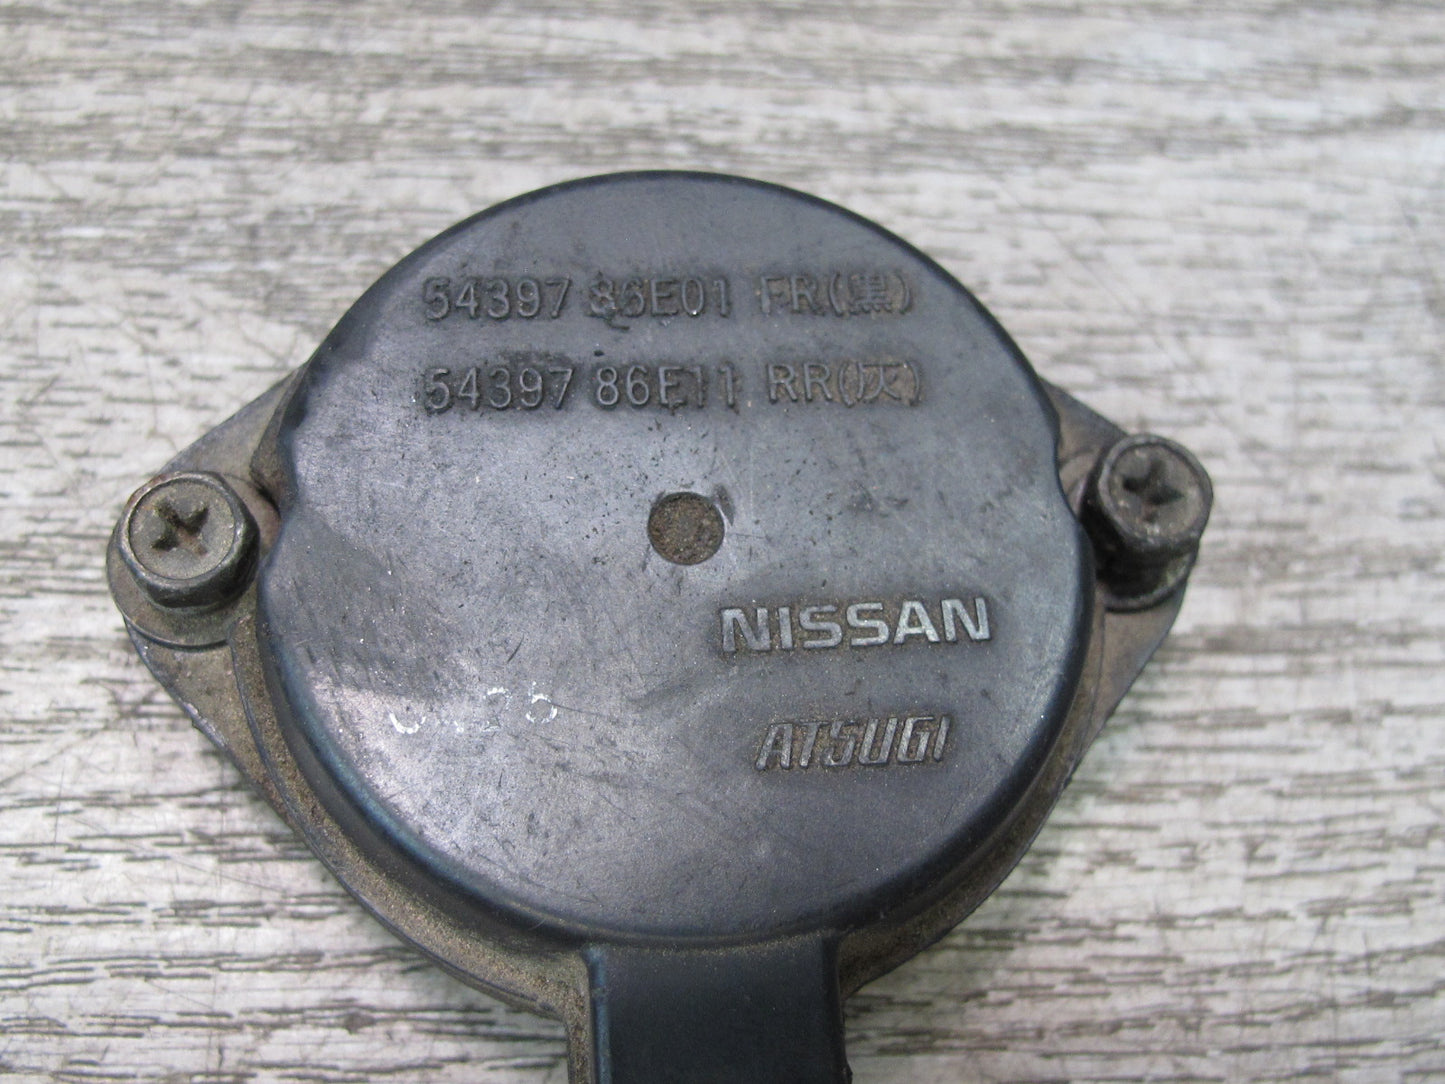 54397 86E01 FR(黒)
54397 86E11 RR(灰)
NISSAN
ATSUGI